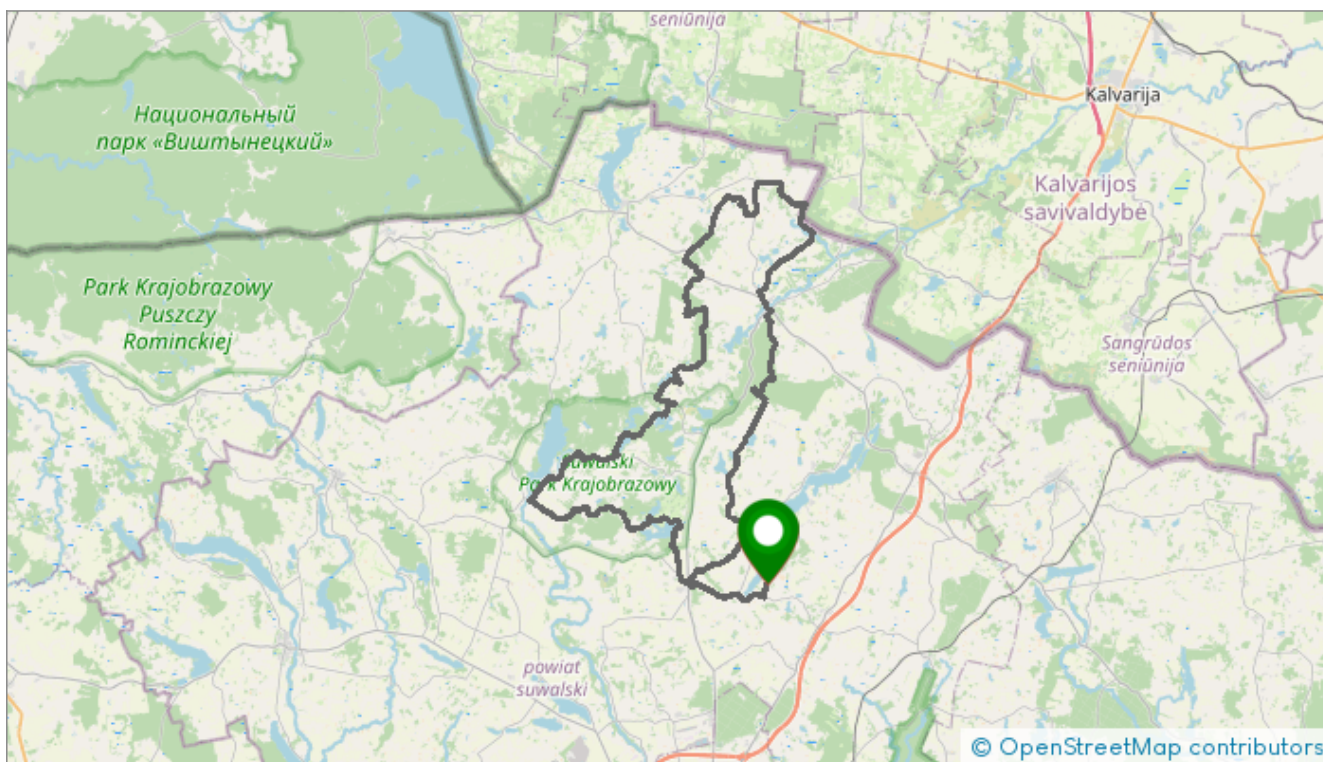 seniūnija
Kalvarija
Национальный
парк «Виштынецкий»
Kalvarijos
savivaldybė
Park Krajobrazowy
Puszczy
Rominckiej
Sangrūdos
seniūnija
Suwalski
Park Krajobrazowy
powiat
suwalski
© OpenStreetMap contributors